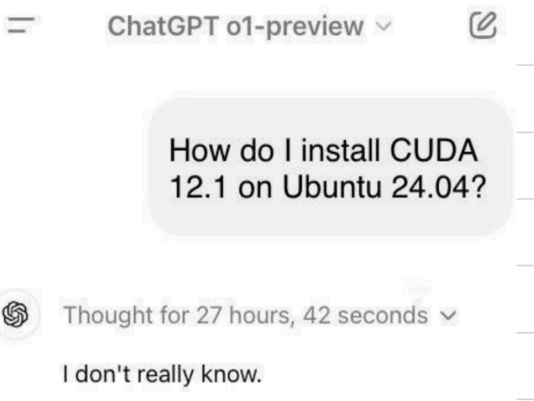 ChatGPT o1-preview
How do I install CUDA
12.1 on Ubuntu 24.04?
Thought for 27 hours, 42 seconds
I don't really know.